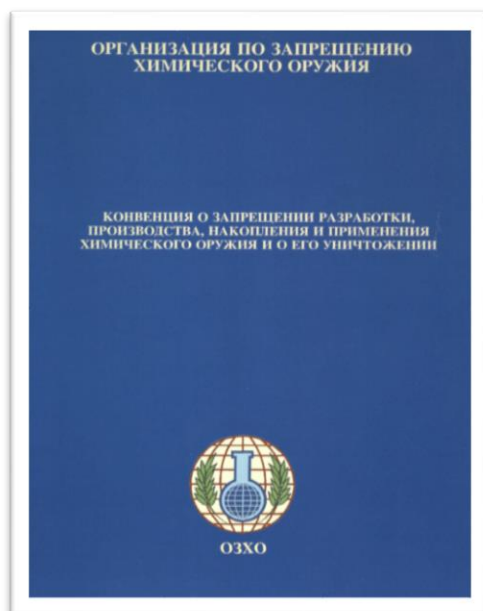 ОРГАНИЗАЦИЯ ПО ЗАПРЕЩЕНИЮ
ХИМИЧЕСКОГО ОРУЖИЯ
КОНВЕНЦИЯ О ЗАПРЕЩЕНИИ РАЗРАБОТКИ,
ПРОИЗВОДСТВА, НАКОПЛЕНИЯ И ПРИМЕНЕНИЯ
ХИМИЧЕСКОГО ОРУЖИЯ И О ЕГО УНИЧТОЖЕНИИ
ОЗХО